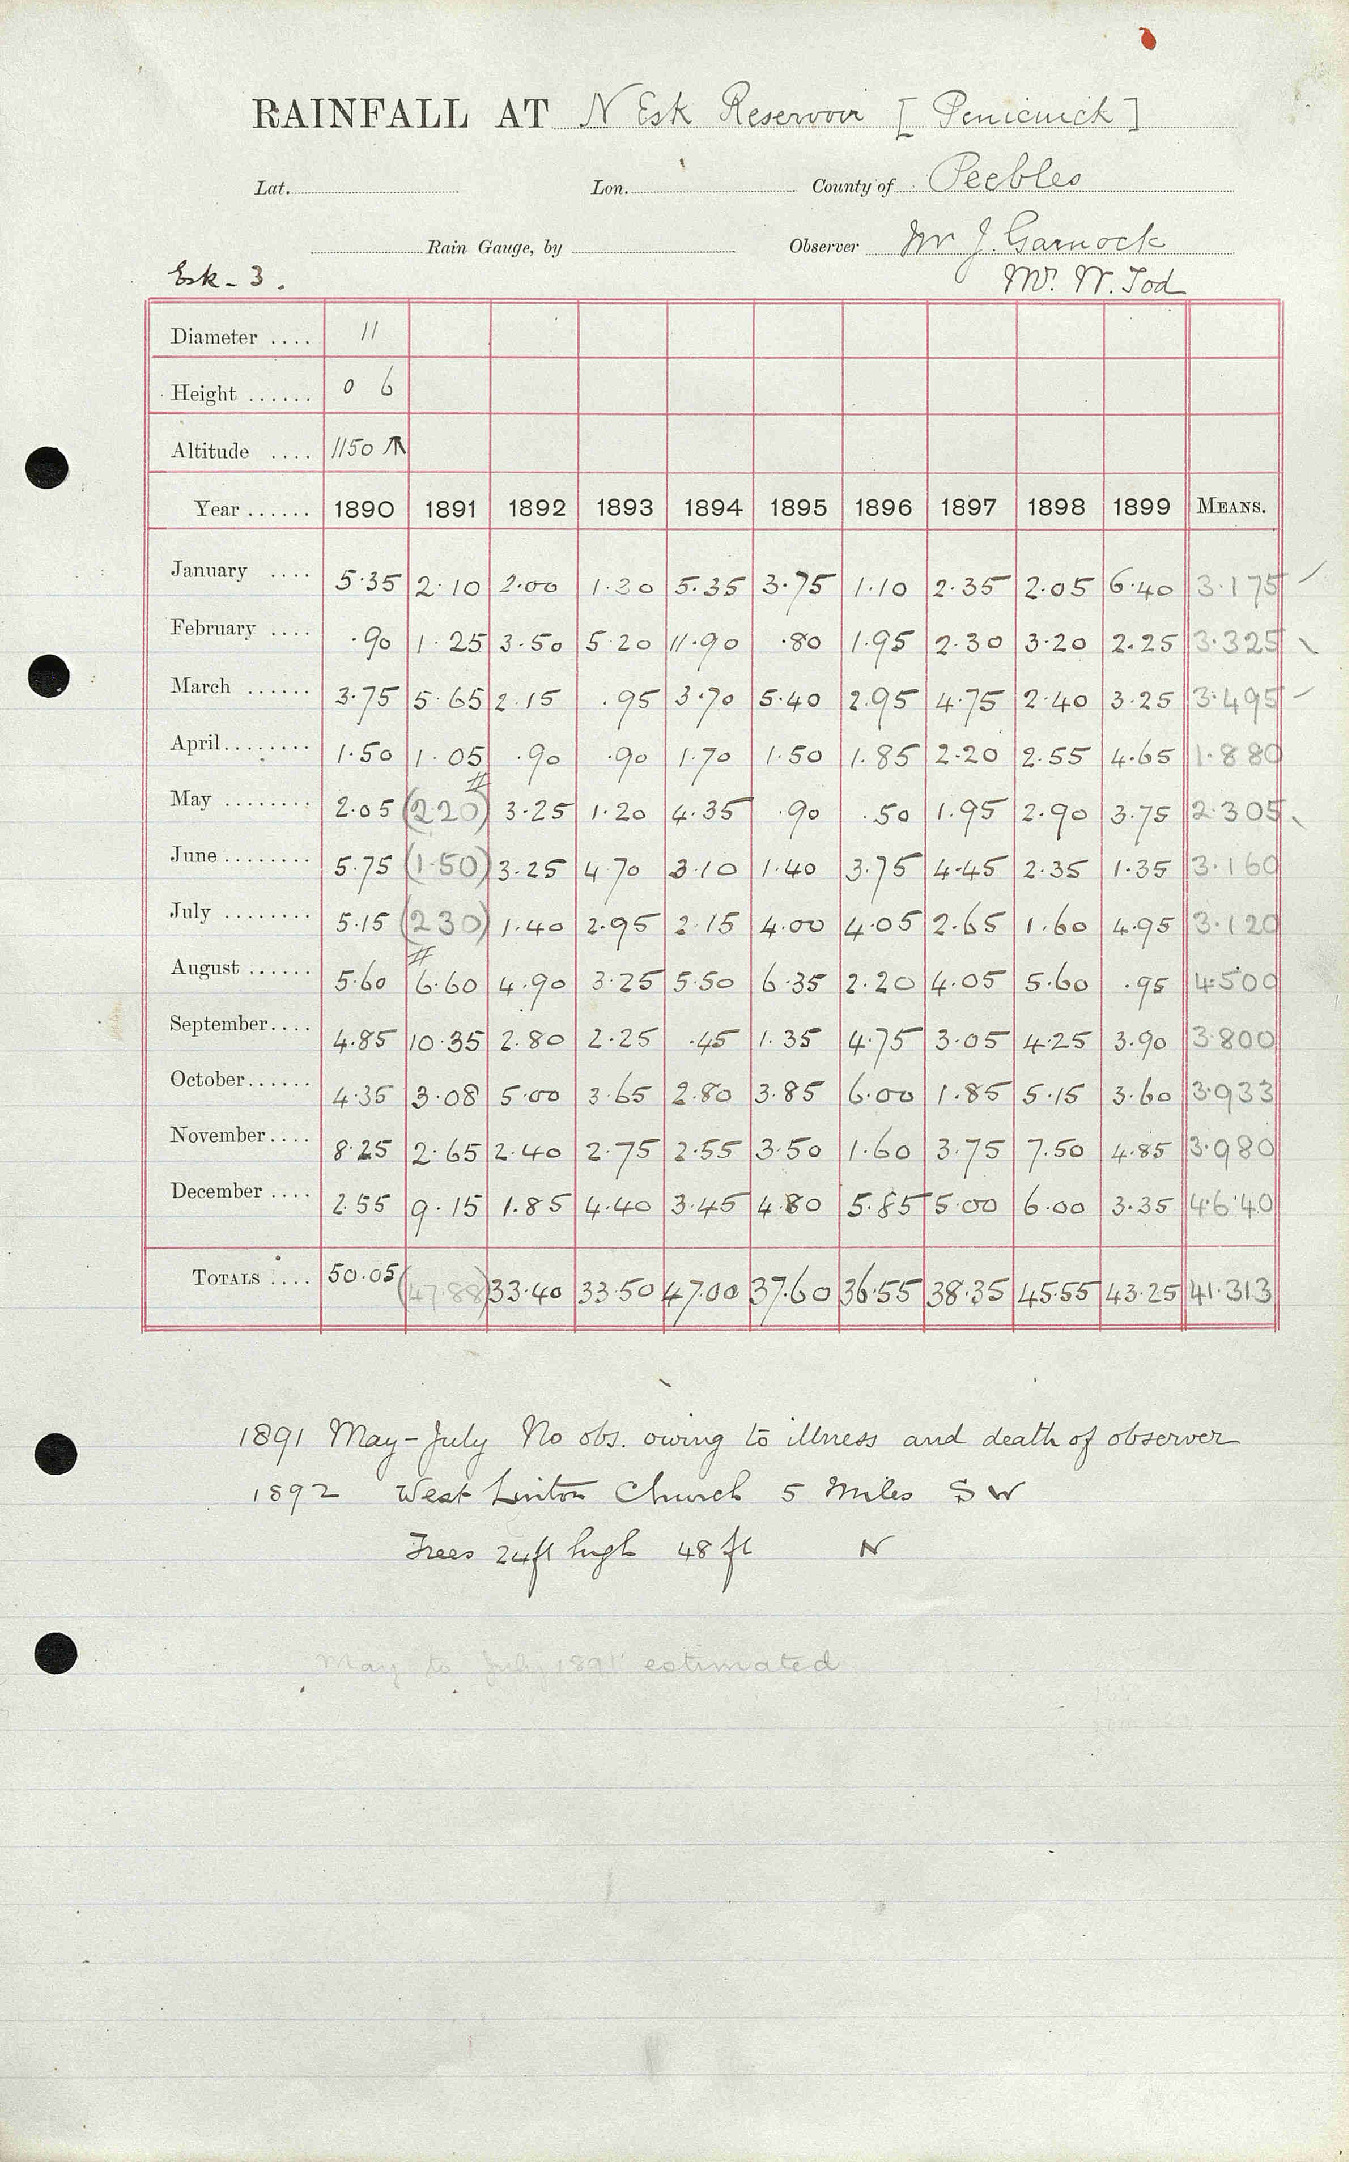 RAINFALL AT N Esk Reservoir [Penicuick]
Lat. Lon. County of Peebles
Rain Gauge, by Observer Mr J. Garnock
Esk - 3. Mr. W. Tod
Diameter .... 11
Height ...... 0 6
Altitude .... 1150 ↑
Year ...... 1890 1891 1892 1893 1894 1895 1896 1897 1898 1899 MEANS.
January .... 5.35 2.10 2.00 1.30 5.35 3.75 1.10 2.35 2.05 6.40 3.175
February .... .90 1.25 3.50 5.20 11.90 .80 1.95 2.30 3.20 2.25 3.325
March ...... 3.75 5.65 2.15 .95 3.70 5.40 2.95 4.75 2.40 3.25 3.495
April........ 1.50 1.05 .90 .90 1.70 1.50 1.85 2.20 2.55 4.65 1.880
May ........ 2.05 (2.20) # 3.25 1.20 4.35 .90 .50 1.95 2.90 3.75 2.305
June ........ 5.75 (1.50) 3.25 4.70 3.10 1.40 3.75 4.45 2.35 1.35 3.160
July ........ 5.15 (2.30) # 1.40 2.95 2.15 4.00 4.05 2.65 1.60 4.95 3.120
August ...... 5.60 6.60 4.90 3.25 5.50 6.35 2.20 4.05 5.60 .95 4.500
September.... 4.85 10.35 2.80 2.25 .45 1.35 4.75 3.05 4.25 3.90 3.800
October...... 4.35 3.08 5.00 3.65 2.80 3.85 6.00 1.85 5.15 3.60 3.933
November.... 8.25 2.65 2.40 2.75 2.55 3.50 1.60 3.75 7.50 4.85 3.980
December .... 2.55 9.15 1.85 4.40 3.45 4.80 5.85 5.00 6.00 3.35 4.640
TOTALS .... 50.05 (47.88) 33.40 33.50 47.00 37.60 36.55 38.35 45.55 43.25 41.313
1891 May - July No obs. owing to illness and death of observer
1892 West Linton Church 5 Miles S W
Trees 24ft high 48 ft N
May to July 1891 estimated